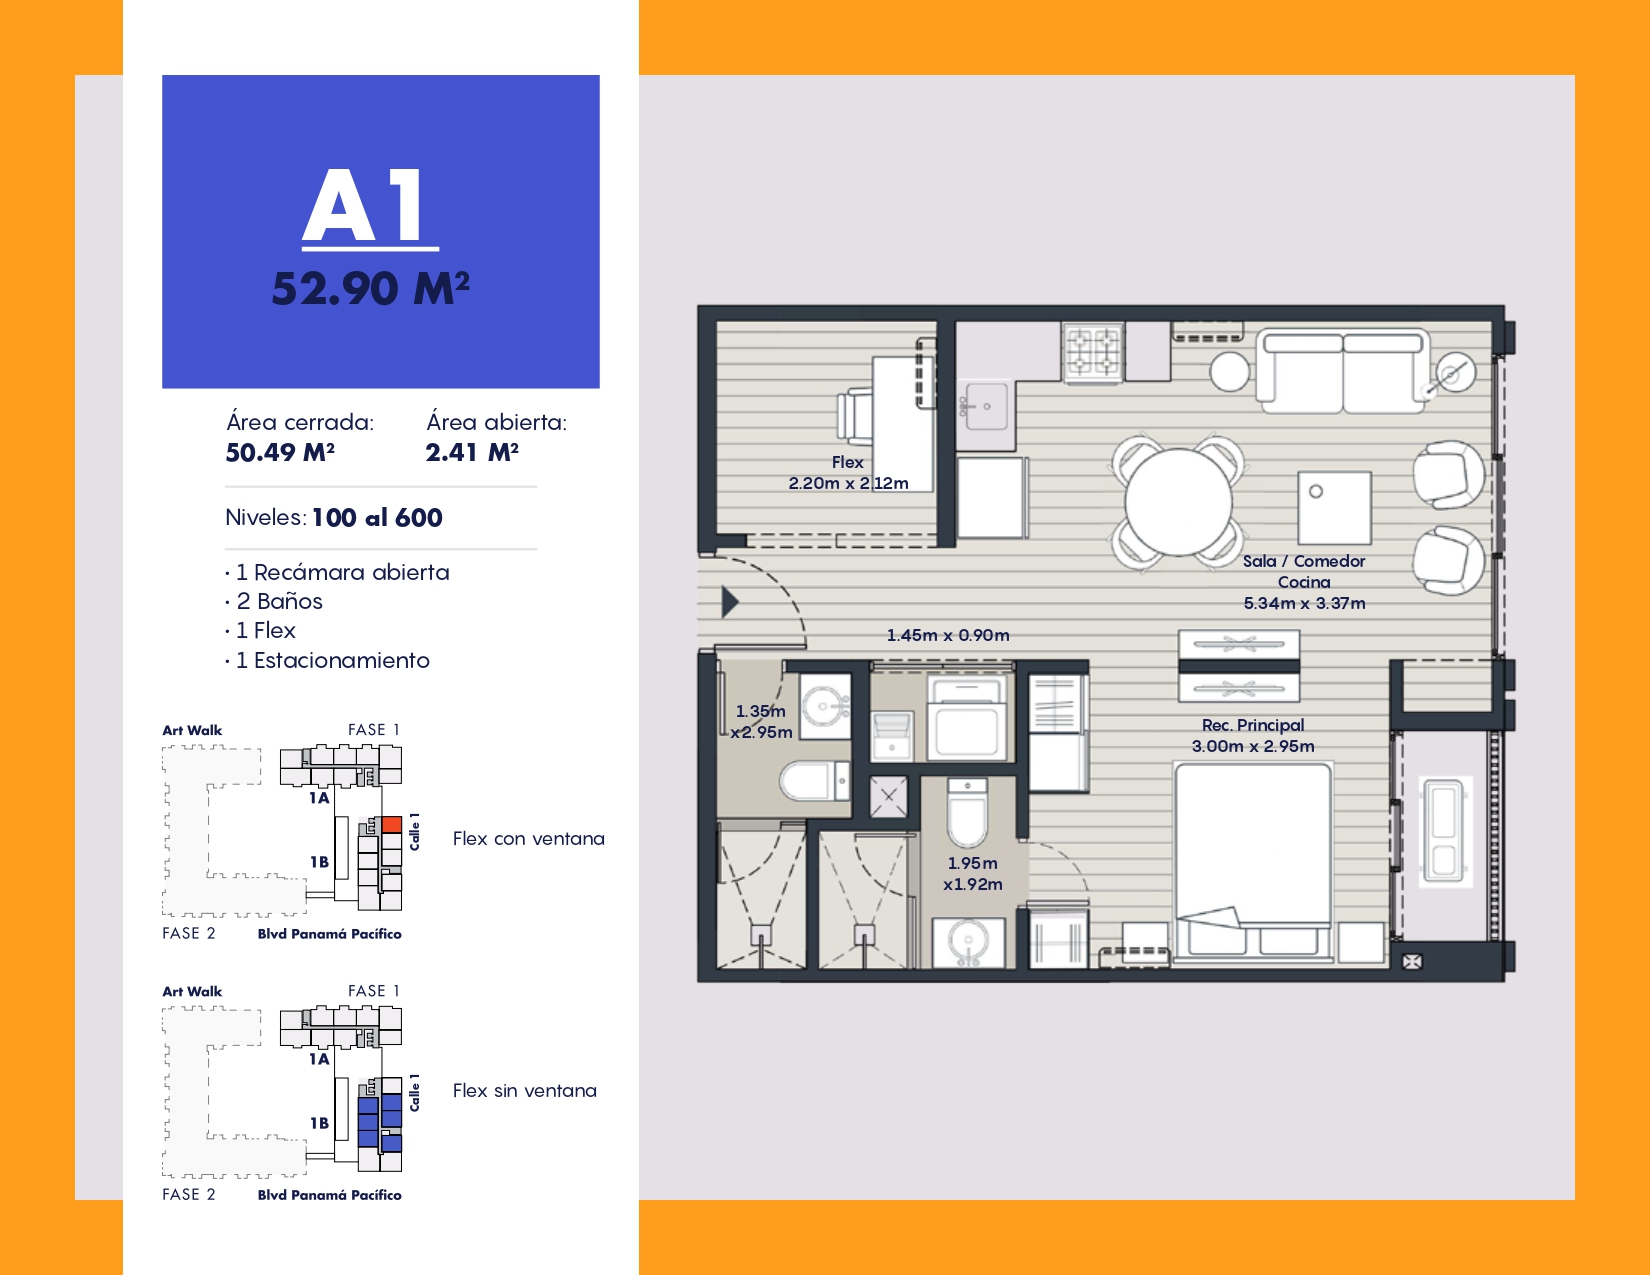 A1
52.90 M²
Área cerrada:
50.49 M²
Área abierta:
2.41 M²
Niveles: 100 al 600
· 1 Recámara abierta
· 2 Baños
· 1 Flex
· 1 Estacionamiento
Art Walk
FASE 1
1A
1B
Calle 1
FASE 2
Blvd Panamá Pacífico
Flex con ventana
Art Walk
FASE 1
1A
1B
Calle 1
FASE 2
Blvd Panamá Pacífico
Flex sin ventana
Flex
2.20m x 2.12m
Sala / Comedor
Cocina
5.34m x 3.37m
1.45m x 0.90m
1.35m
x2.95m
Rec. Principal
3.00m x 2.95m
1.95m
x1.92m